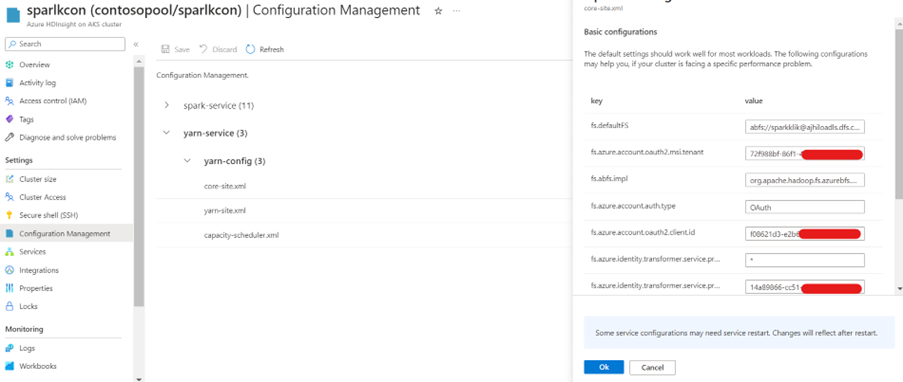 sparlkcon (contosopool/sparlkcon) | Configuration Management
Azure HDInsight on AKS cluster
Search
Overview
Activity log
Access control (IAM)
Tags
Diagnose and solve problems
Settings
Cluster size
Cluster Access
Secure shell (SSH)
Configuration Management
Services
Integrations
Properties
Locks
Monitoring
Logs
Workbooks
Save Discard Refresh
Configuration Management.
spark-service (11)
yarn-service (3)
yarn-config (3)
core-site.xml
yarn-site.xml
capacity-scheduler.xml
core-site.xml
Basic configurations
The default settings should work well for most workloads. The following configurations
may help you, if your cluster is facing a specific performance problem.
key value
fs.defaultFS abfs://sparkklik@ajhiloadls.dfs.c...
fs.azure.account.oauth2.msi.tenant 72f988bf-86f1-
fs.abfs.impl org.apache.hadoop.fs.azurebfs....
fs.azure.account.auth.type OAuth
fs.azure.account.oauth2.client.id f08621d3-e2b
fs.azure.identity.transformer.service.pr... *
fs.azure.identity.transformer.service.pr... 14a89866-cc51-
Some service configurations may need service restart. Changes will reflect after restart.
Ok Cancel